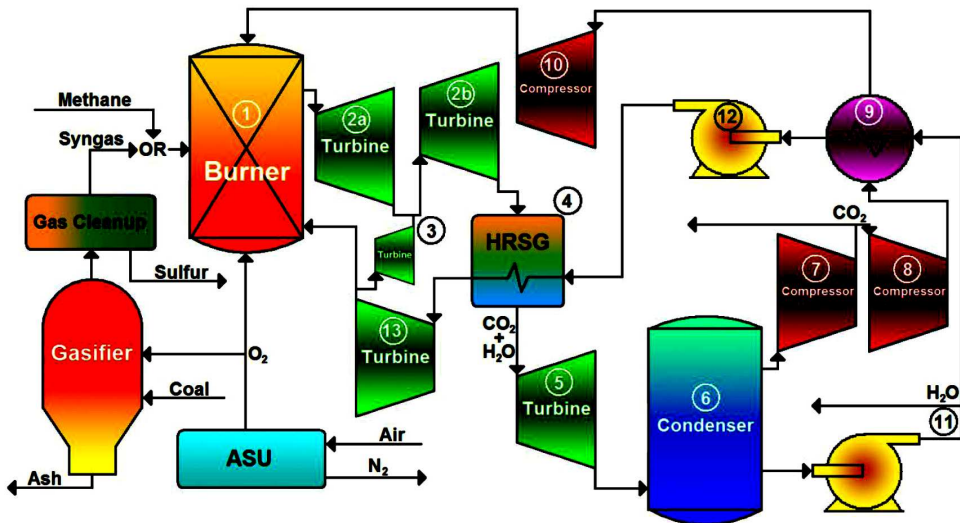 Methane
Syngas
OR
1
Burner
2a
Turbine
2b
Turbine
10
Compressor
12
9
Gas Cleanup
Sulfur
3
Turbine
4
HRSG
CO₂
7
Compressor
8
Compressor
Gasifier
O₂
Coal
13
Turbine
CO₂
+
H₂O
5
Turbine
6
Condenser
H₂O
11
ASU
Air
N₂
Ash